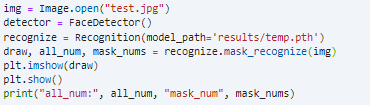 img = Image.open("test.jpg")
detector = FaceDetector()
recognize = Recognition(model_path='results/temp.pth')
draw, all_num, mask_nums = recognize.mask_recognize(img)
plt.imshow(draw)
plt.show()
print("all_num:", all_num, "mask_num", mask_nums)